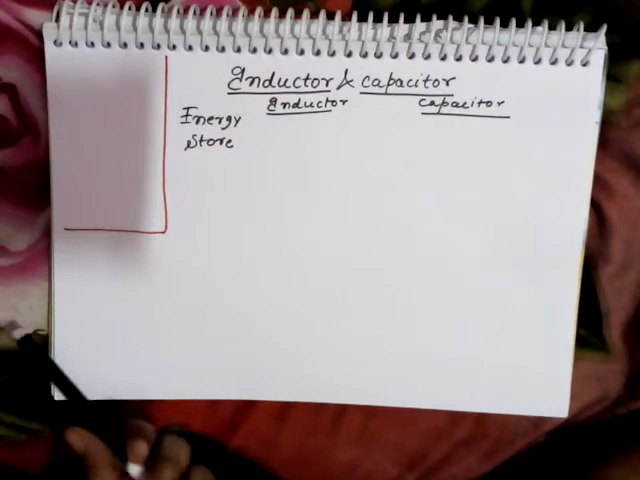 Inductor & capacitor
Inductor capacitor
Energy
Store